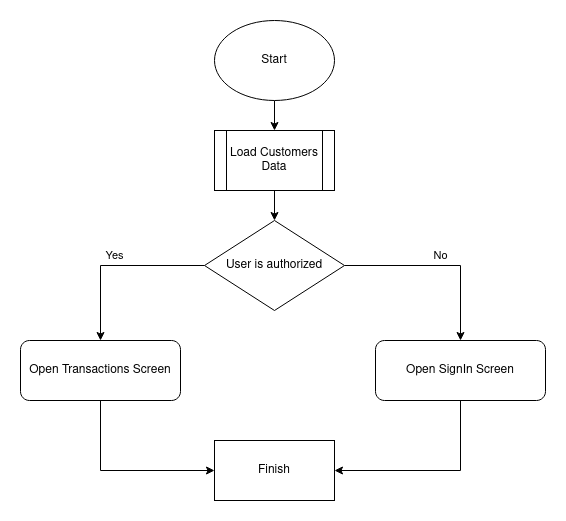 Start
Load Customers
Data
User is authorized
Yes
No
Open Transactions Screen
Open SignIn Screen
Finish